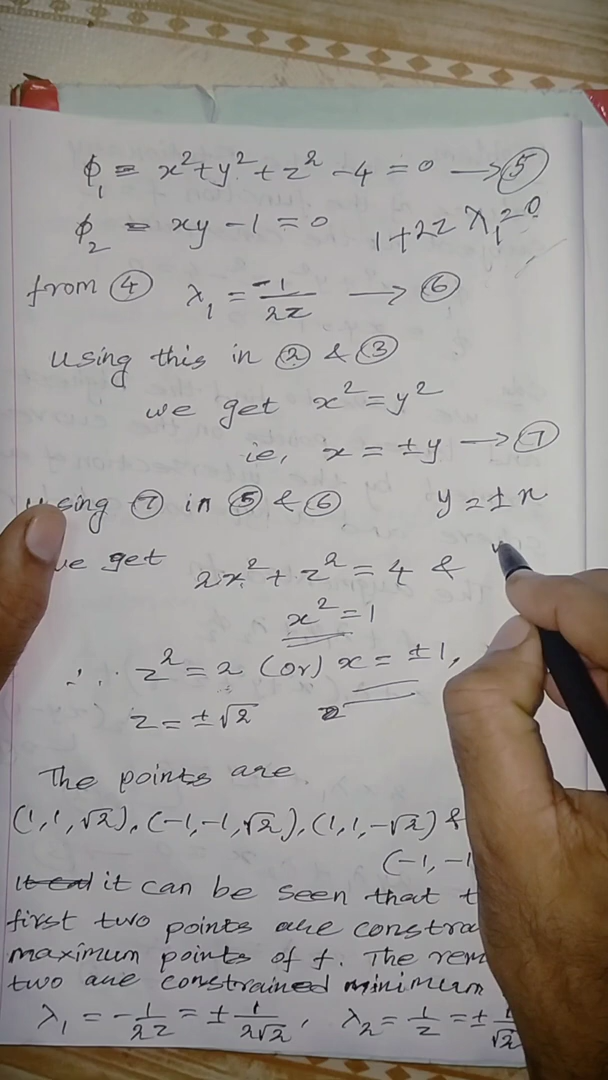 ϕ₁ = x² + y² + z² - 4 = 0 → ⑤
ϕ₂ = xy - 1 = 0 1 + 2z λ₁ = 0
from ④ λ₁ = -1/2z → ⑥
using this in ② & ③
we get x² = y²
ie, x = ± y → ⑦
using ⑦ in ⑤ & ⑥ y = ± x
we get 2x² + z² = 4 &
x² = 1
∴ z² = 2 (or) x = ±1,
z = ±√2
The points are
(1, 1, √2), (-1, -1, √2), (1, 1, -√2) &
(-1, -1
it can be seen that
first two points are
maximum points of f. The
two are constrained minimum
λ₁ = -1/2z = ± 1/2√2, λ₂ = 1/z = ± 1/√2